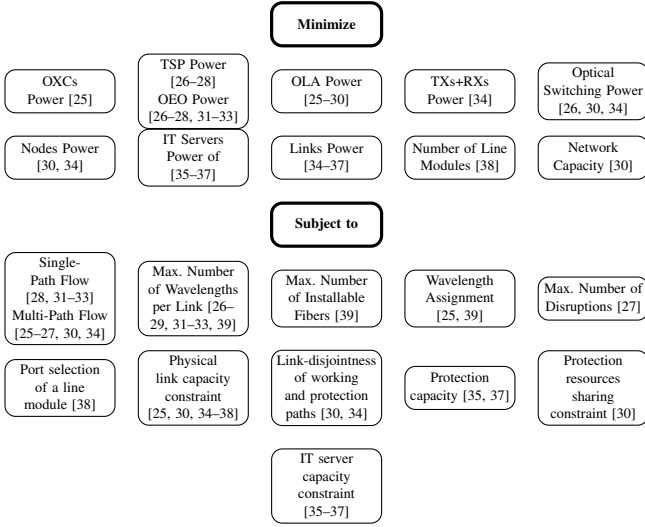 Minimize
OXCs
Power [25]
TSP Power
[26–28]
OEO Power
[26–28, 31–33]
OLA Power
[25–30]
TXs+RXs
Power [34]
Optical
Switching Power
[26, 30, 34]
Nodes Power
[30, 34]
IT Servers
Power of
[35–37]
Links Power
[34–37]
Number of Line
Modules [38]
Network
Capacity [30]
Subject to
Single-
Path Flow
[28, 31–33]
Multi-Path Flow
[25–27, 30, 34]
Max. Number
of Wavelengths
per Link [26–
29, 31–33, 39]
Max. Number
of Installable
Fibers [39]
Wavelength
Assignment
[25, 39]
Max. Number of
Disruptions [27]
Port selection
of a line
module [38]
Physical
link capacity
constraint
[25, 30, 34–38]
Link-disjointness
of working
and protection
paths [30, 34]
Protection
capacity [35, 37]
Protection
resources
sharing
constraint [30]
IT server
capacity
constraint
[35–37]